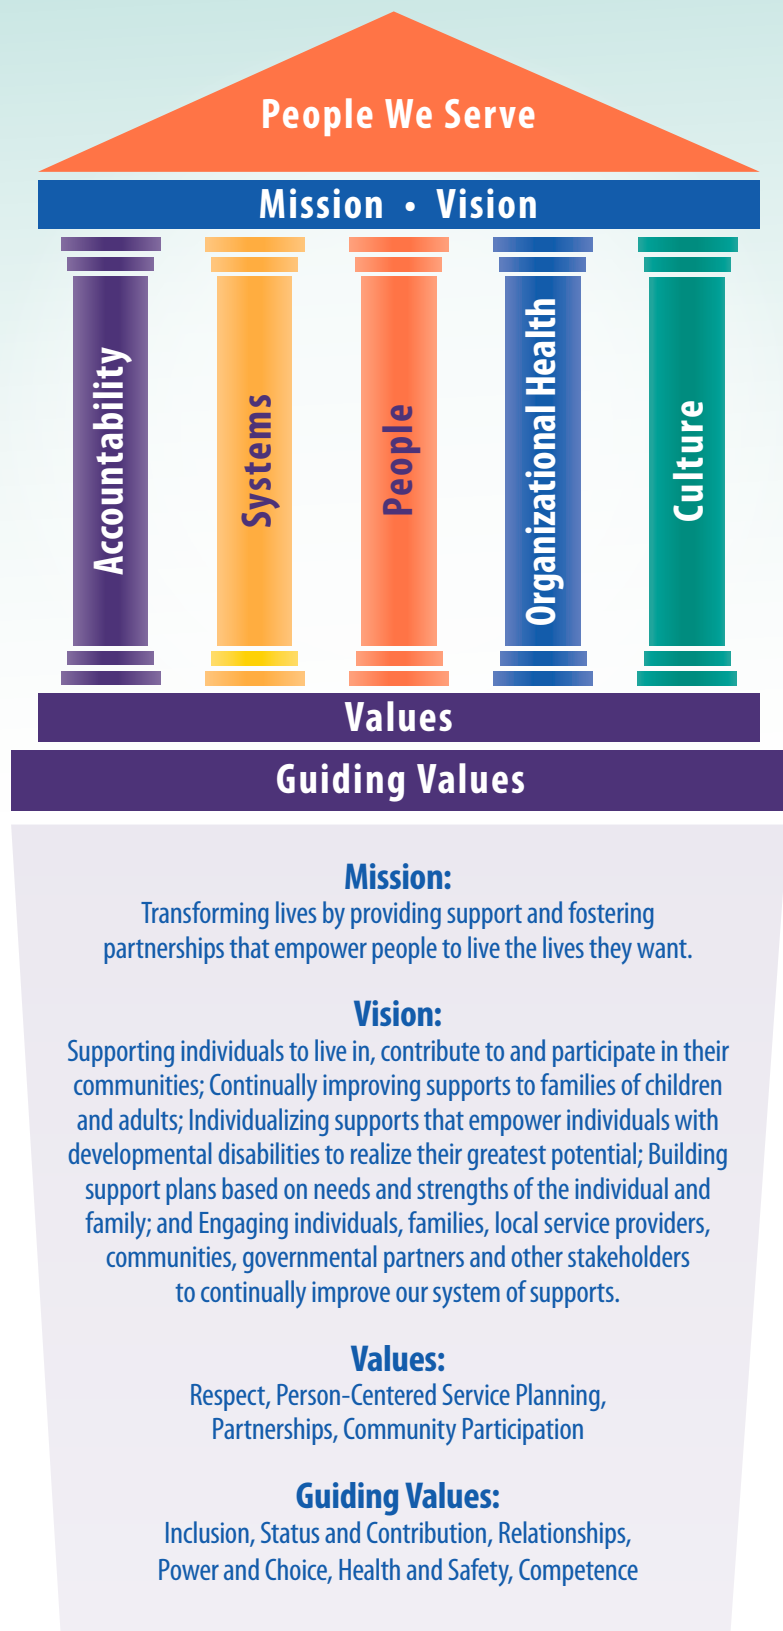 People We Serve
Mission • Vision
Accountability
Systems
People
Organizational Health
Culture
Values
Guiding Values
Mission:
Transforming lives by providing support and fostering
partnerships that empower people to live the lives they want.
Vision:
Supporting individuals to live in, contribute to and participate in their
communities; Continually improving supports to families of children
and adults; Individualizing supports that empower individuals with
developmental disabilities to realize their greatest potential; Building
support plans based on needs and strengths of the individual and
family; and Engaging individuals, families, local service providers,
communities, governmental partners and other stakeholders
to continually improve our system of supports.
Values:
Respect, Person-Centered Service Planning,
Partnerships, Community Participation
Guiding Values:
Inclusion, Status and Contribution, Relationships,
Power and Choice, Health and Safety, Competence